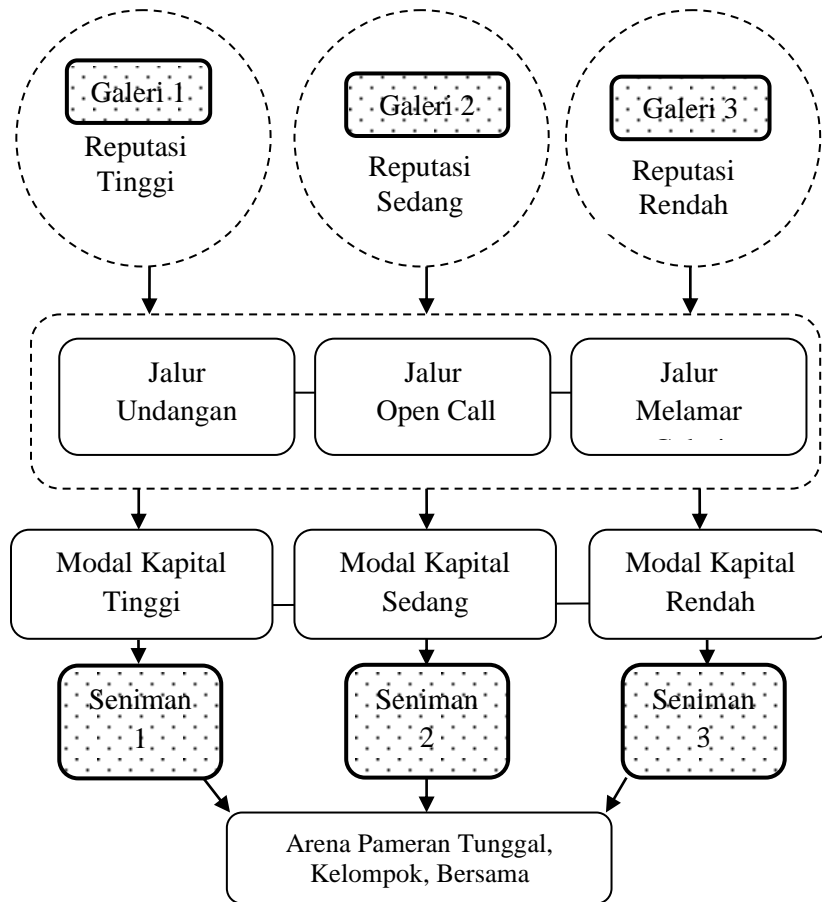 Galeri 1
Reputasi
Tinggi
Galeri 2
Reputasi
Sedang
Galeri 3
Reputasi
Rendah
Jalur
Undangan
Jalur
Open Call
Jalur
Melamar
Modal Kapital
Tinggi
Modal Kapital
Sedang
Modal Kapital
Rendah
Seniman
1
Seniman
2
Seniman
3
Arena Pameran Tunggal,
Kelompok, Bersama